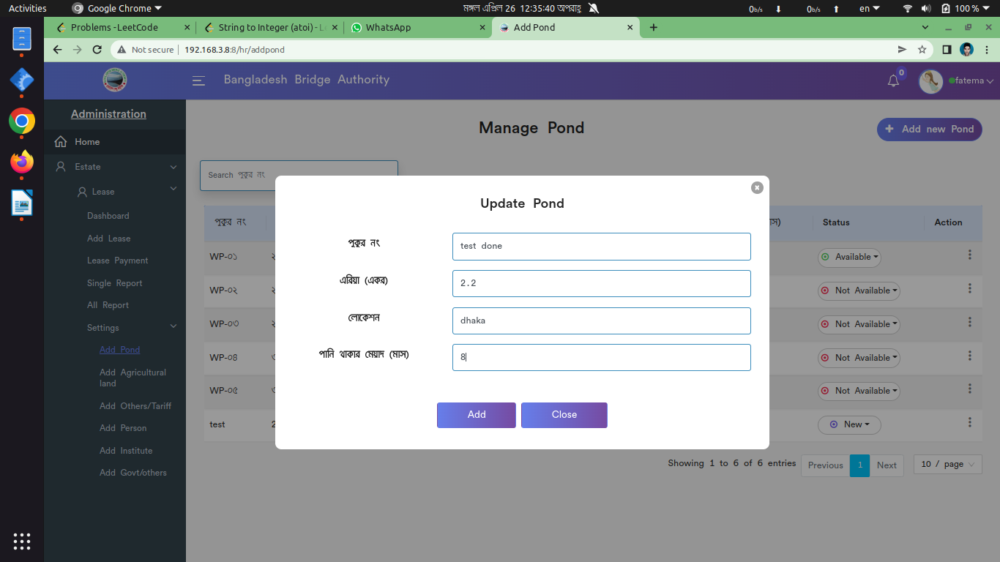 Activities Google Chrome মঙ্গল এপ্রিল 26 12:35:40 অপরাহ্ণ 0b/s 0b/s en 100 %
Problems - LeetCode String to Integer (atoi) - L WhatsApp Add Pond
Not secure 192.168.3.8:8/hr/addpond
Bangladesh Bridge Authority 0 fatema
Administration
Home
Estate
Lease
Dashboard
Add Lease
Lease Payment
Single Report
All Report
Settings
Add Pond
Add Agricultural
land
Add Others/Tariff
Add Person
Add Institute
Add Govt/others
Manage Pond
Add new Pond
Search পুকুর নং
পুকুর নং Status Action
WP-০১ Available
WP-০২ Not Available
WP-০৩ Not Available
WP-০৪ Not Available
WP-০৫ Not Available
test 2 New
Update Pond
পুকুর নং test done
এরিয়া (একর) 2.2
লোকেশন dhaka
পানি থাকার মেয়াদ (মাস) 8
Add Close
Showing 1 to 6 of 6 entries Previous 1 Next 10 / page